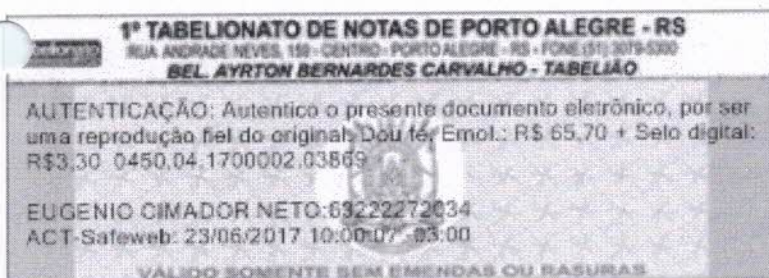 1º TABELIONATO DE NOTAS DE PORTO ALEGRE - RS
RUA ANDRADE NEVES, 159 - CENTRO - PORTO ALEGRE - RS - FONE (51) 3079-5300
BEL. AYRTON BERNARDES CARVALHO - TABELIÃO
AUTENTICAÇÃO: Autentico o presente documento eletrônico, por ser
uma reprodução fiel do original. Dou fé. Emol.: R$ 65,70 + Selo digital:
R$3,30 0450.04.1700002.03869
EUGENIO CIMADOR NETO:63222272034
ACT-Safeweb: 23/06/2017 10:00:07 -03:00
VÁLIDO SOMENTE SEM EMENDAS OU RASURAS